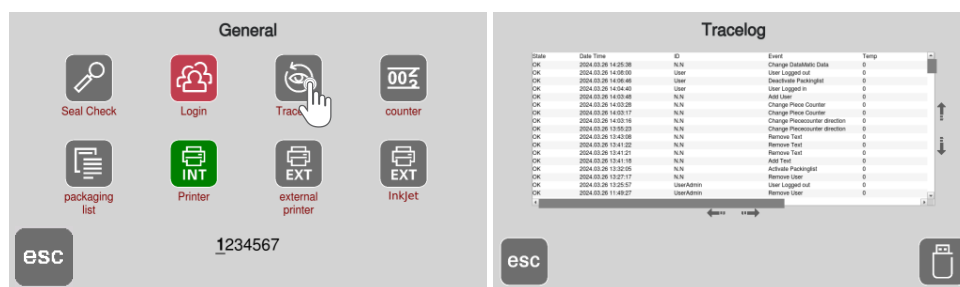 General
Seal Check
Login
Trace
002
counter
packaging
list
INT
Printer
EXT
external
printer
EXT
InkJet
esc
1234567
Tracelog
State Date Time ID Event Temp
OK 2024.03.26 14:25:38 N.N Change DataMatic Data 0
OK 2024.03.26 14:08:00 User User Logged out 0
OK 2024.03.26 14:06:46 User Deactivate Packinglist 0
OK 2024.03.26 14:04:40 User User Logged in 0
OK 2024.03.26 14:03:48 N.N Add User 0
OK 2024.03.26 14:03:28 N.N Change Piece Counter 0
OK 2024.03.26 14:03:17 N.N Change Piece Counter 0
OK 2024.03.26 14:03:16 N.N Change Piececounter direction 0
OK 2024.03.26 13:55:23 N.N Change Piececounter direction 0
OK 2024.03.26 13:43:08 N.N Remove Text 0
OK 2024.03.26 13:41:22 N.N Remove Text 0
OK 2024.03.26 13:41:21 N.N Remove Text 0
OK 2024.03.26 13:41:18 N.N Add Text 0
OK 2024.03.26 13:32:05 N.N Activate Packinglist 0
OK 2024.03.26 13:27:17 N.N Remove User 0
OK 2024.03.26 13:25:57 UserAdmin User Logged out 0
OK 2024.03.26 11:49:27 UserAdmin Remove User 0
esc